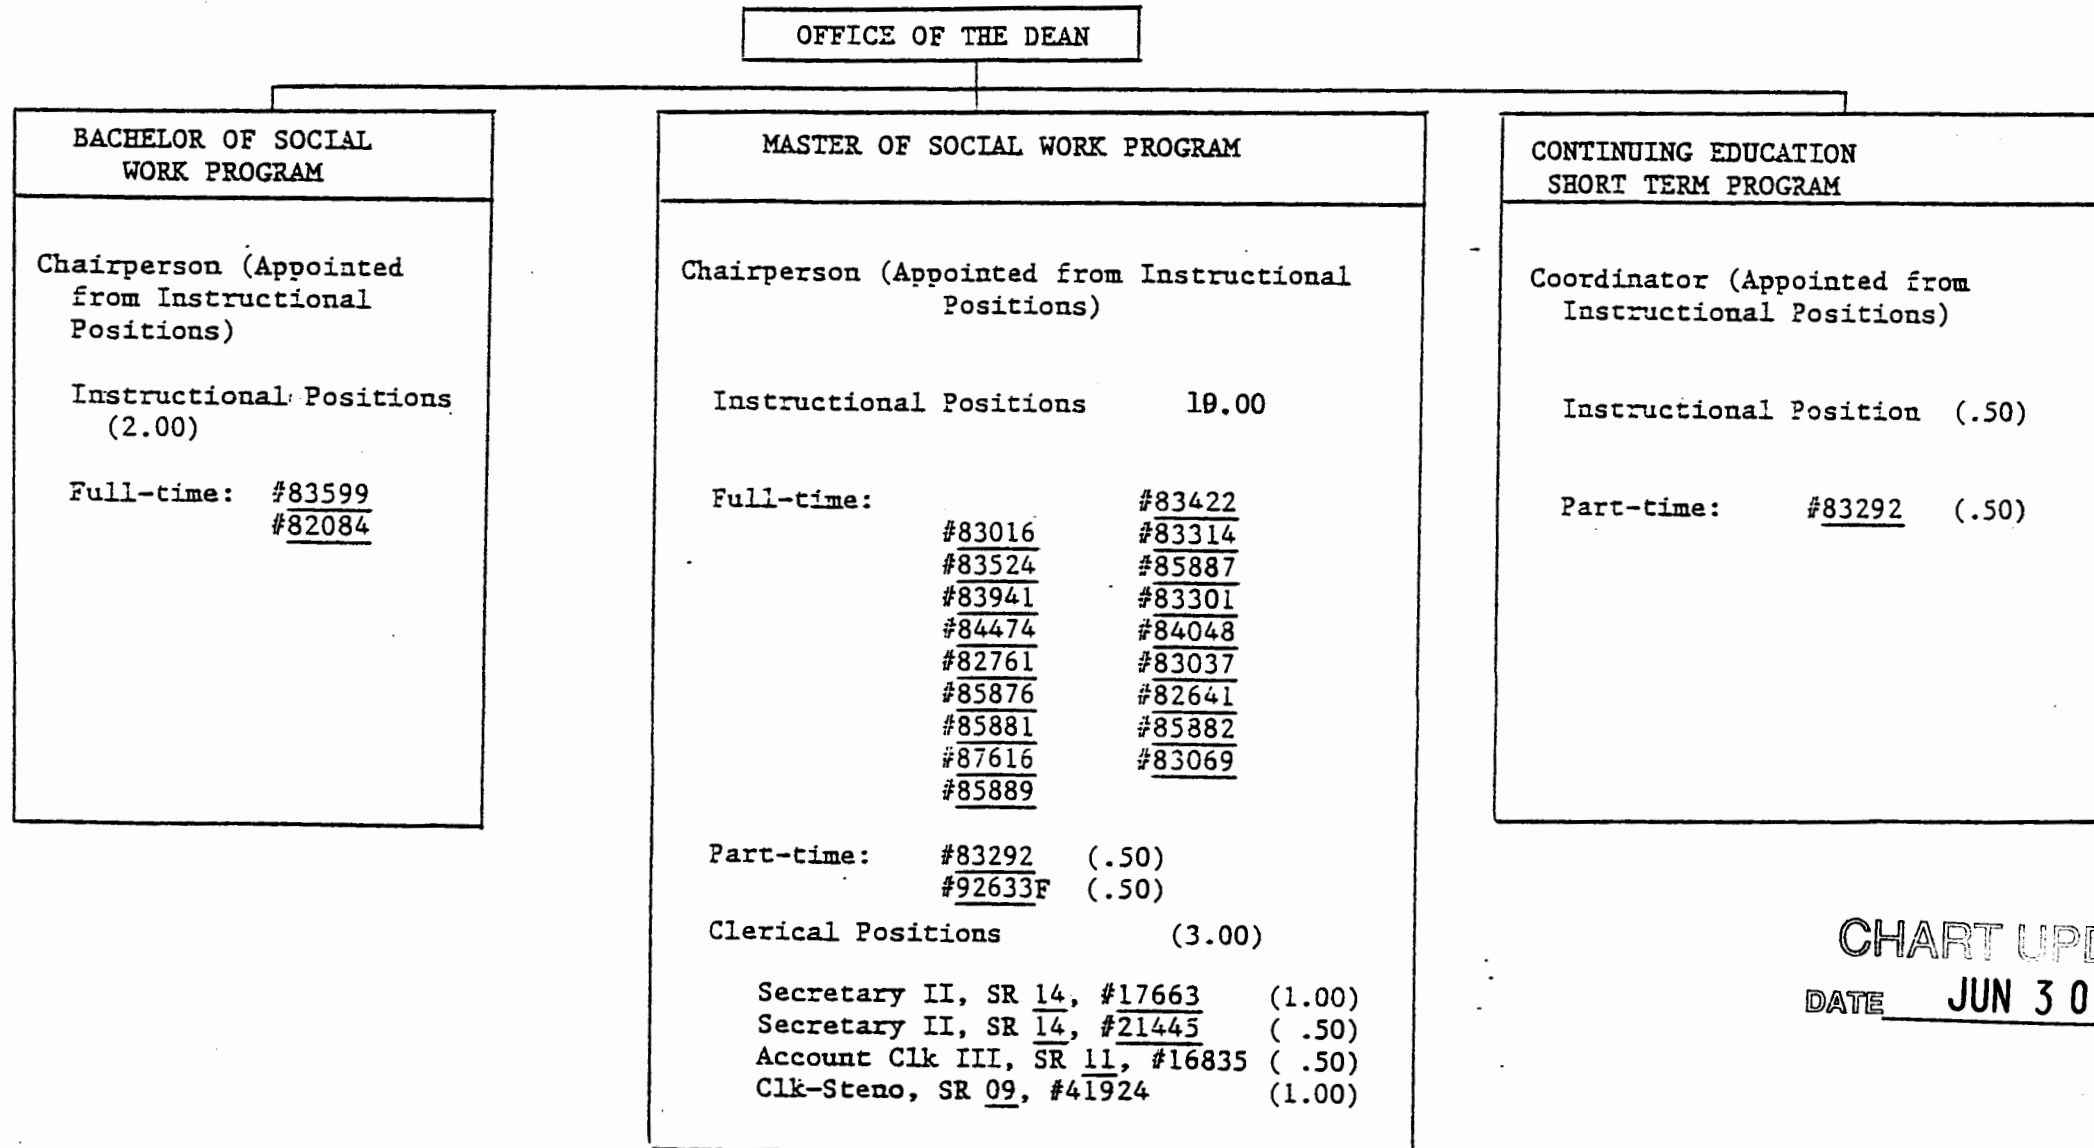 OFFICE OF THE DEAN
BACHELOR OF SOCIAL
WORK PROGRAM
Chairperson (Appointed
from Instructional
Positions)
Instructional Positions
(2.00)
Full-time: #83599
#82084
MASTER OF SOCIAL WORK PROGRAM
Chairperson (Appointed from Instructional
Positions)
Instructional Positions
Full-time: #83422
#83016 #83314
#83524 #85887
#83941 #83301
#84474 #84048
#82761 #83037
#85876 #82641
#85881 #85882
#87616 #83069
#85889
Part-time: #83292 (.50)
#92633F (.50)
Clerical Positions (3.00)
Secretary II, SR 14, #17663 (1.00)
Secretary II, SR 14, #21445 ( .50)
Account Clk III, SR 11, #16835 ( .50)
Clk-Steno, SR 09, #41924 (1.00)
CONTINUING EDUCATION
SHORT TERM PROGRAM
Coordinator (Appointed from
Instructional Positions)
Instructional Position (.50)
Part-time: #83292 (.50)
CHART UPD
DATE JUN 30